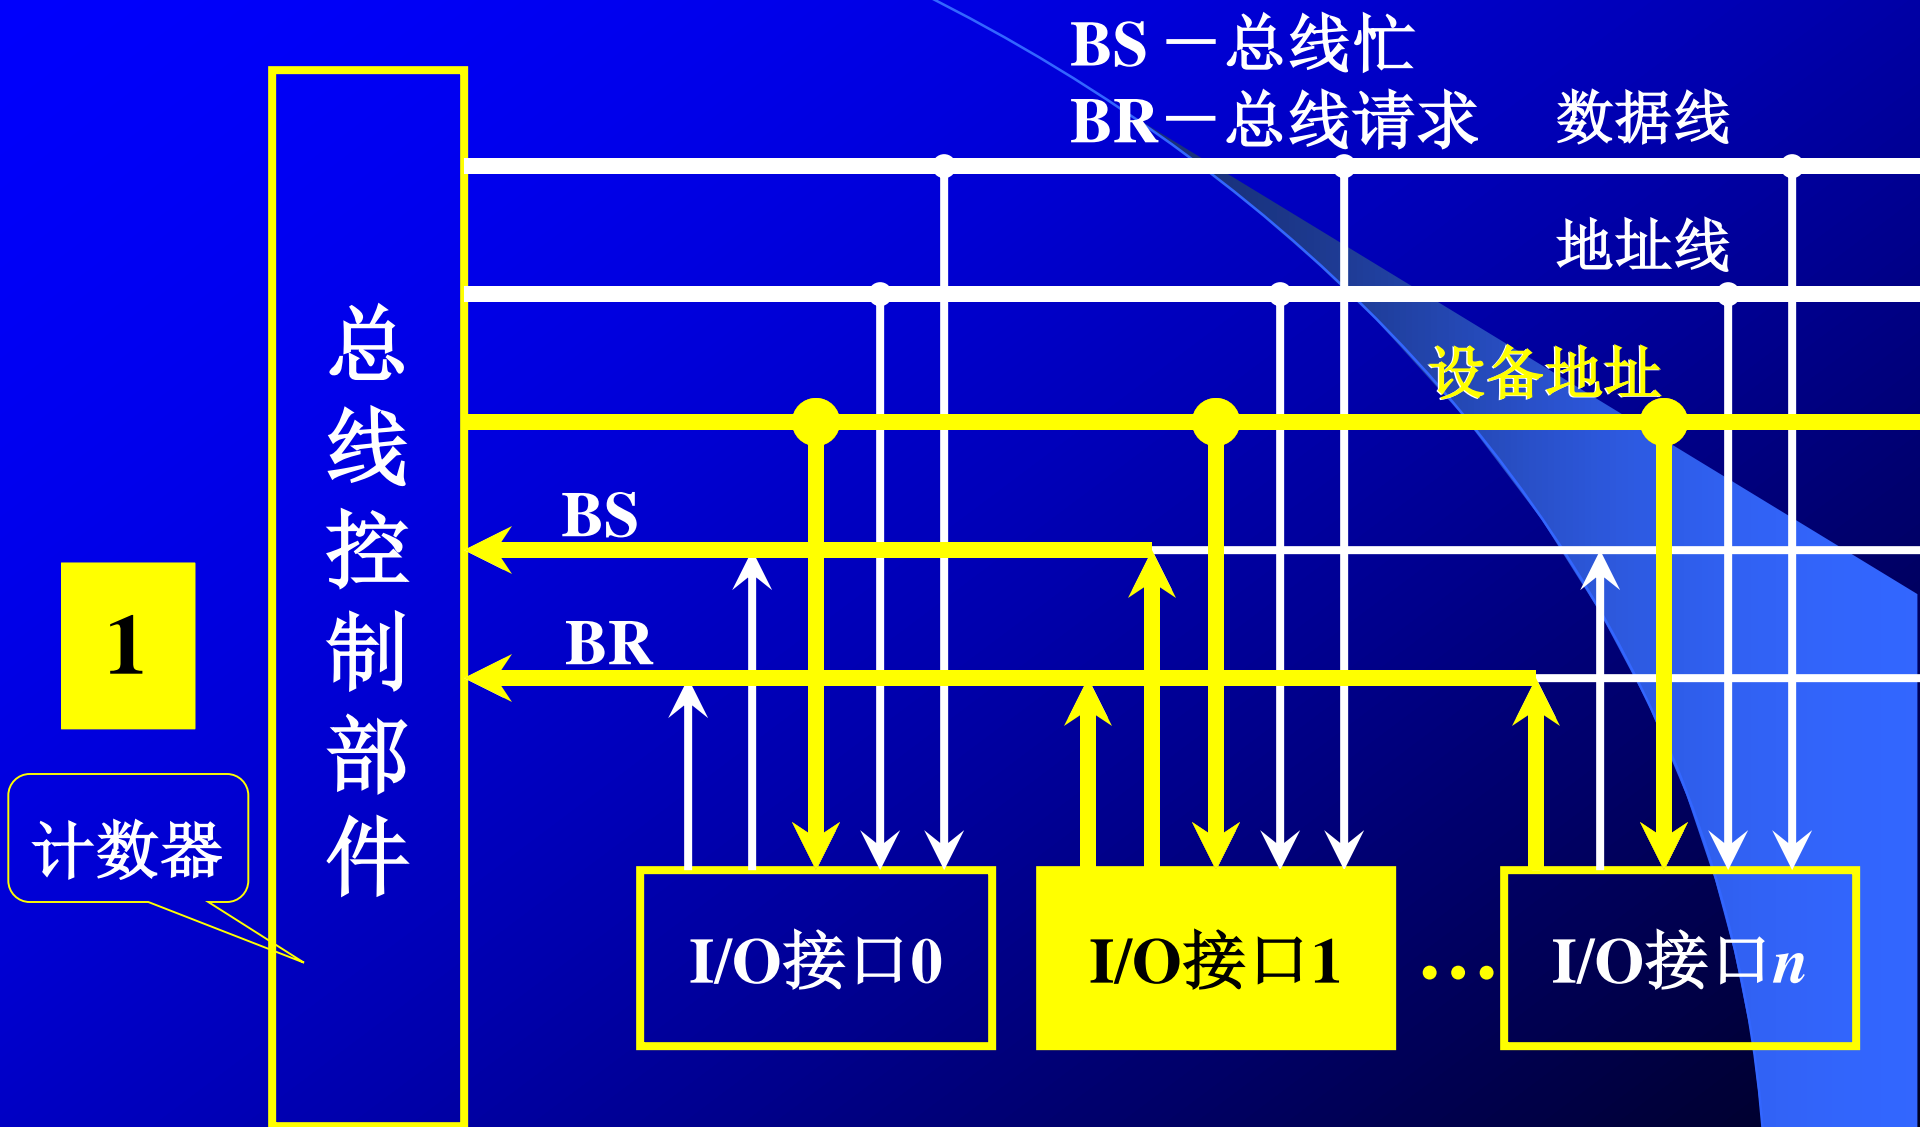 BS－总线忙
BR－总线请求
数据线
地址线
设备地址
BS
BR
总线控制部件
1
计数器
I/O接口0
I/O接口1
…
I/O接口n